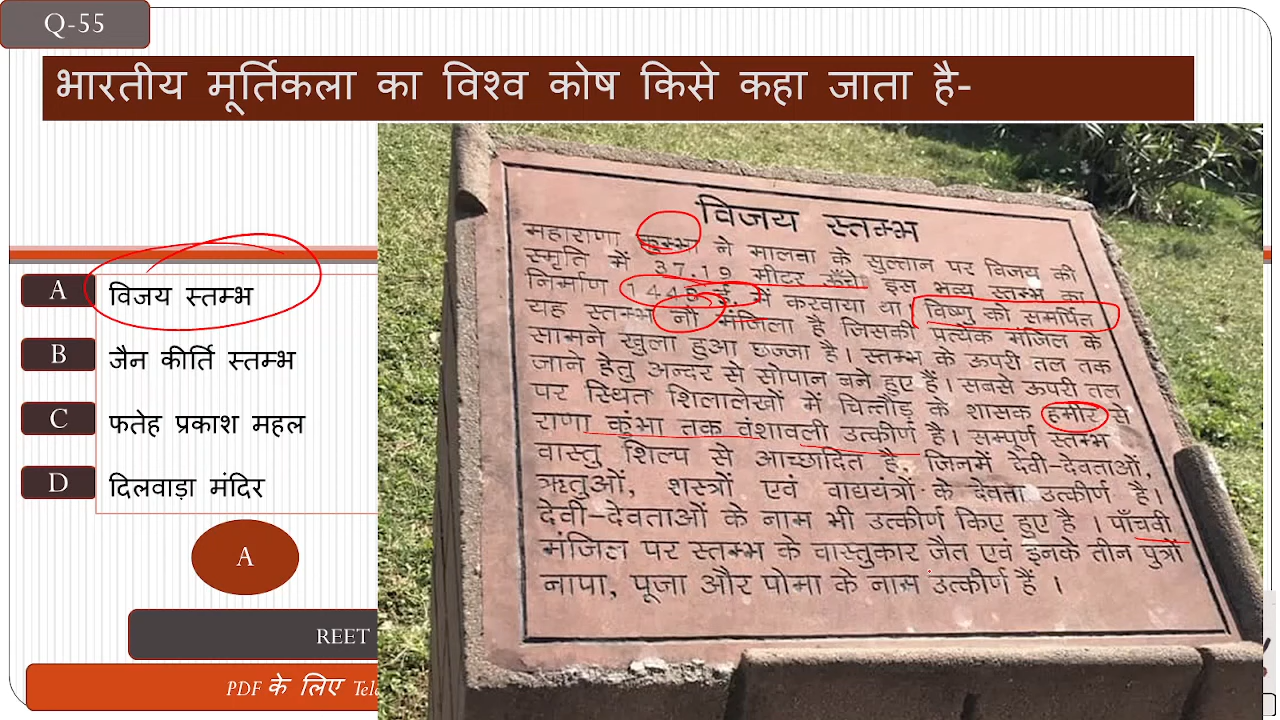 Q-55
भारतीय मूर्तिकला का विश्व कोष किसे कहा जाता है-
A विजय स्तम्भ
B जैन कीर्ति स्तम्भ
C फतेह प्रकाश महल
D दिलवाड़ा मंदिर
A
REET
PDF के लिए Tele
विजय स्तम्भ
महाराणा कुम्भा ने मालवा के सुल्तान पर विजय की
स्मृति में 37.19 मीटर ऊँचे इस भव्य स्तम्भ का
निर्माण 1448 ई. में करवाया था। विष्णु को समर्पित
यह स्तम्भ नौ मंजिला है जिसकी प्रत्येक मंजिल के
सामने खुला हुआ छज्जा है। स्तम्भ के ऊपरी तल तक
जाने हेतु अन्दर से सोपान बने हुए हैं। सबसे ऊपरी तल
पर स्थित शिलालेखों में चित्तौड़ के शासक हमीर से
राणा कुंभा तक वंशावली उत्कीर्ण है। सम्पूर्ण स्तम्भ
वास्तु शिल्प से आच्छादित है जिनमें देवी-देवताओं,
ऋतुओं, शस्त्रों एवं वाद्ययंत्रों के देवता उत्कीर्ण है।
देवी-देवताओं के नाम भी उत्कीर्ण किए हुए है। पाँचवी
मंजिल पर स्तम्भ के वास्तुकार जैत एवं इनके तीन पुत्रों
नापा, पूजा और पोमा के नाम उत्कीर्ण हैं।